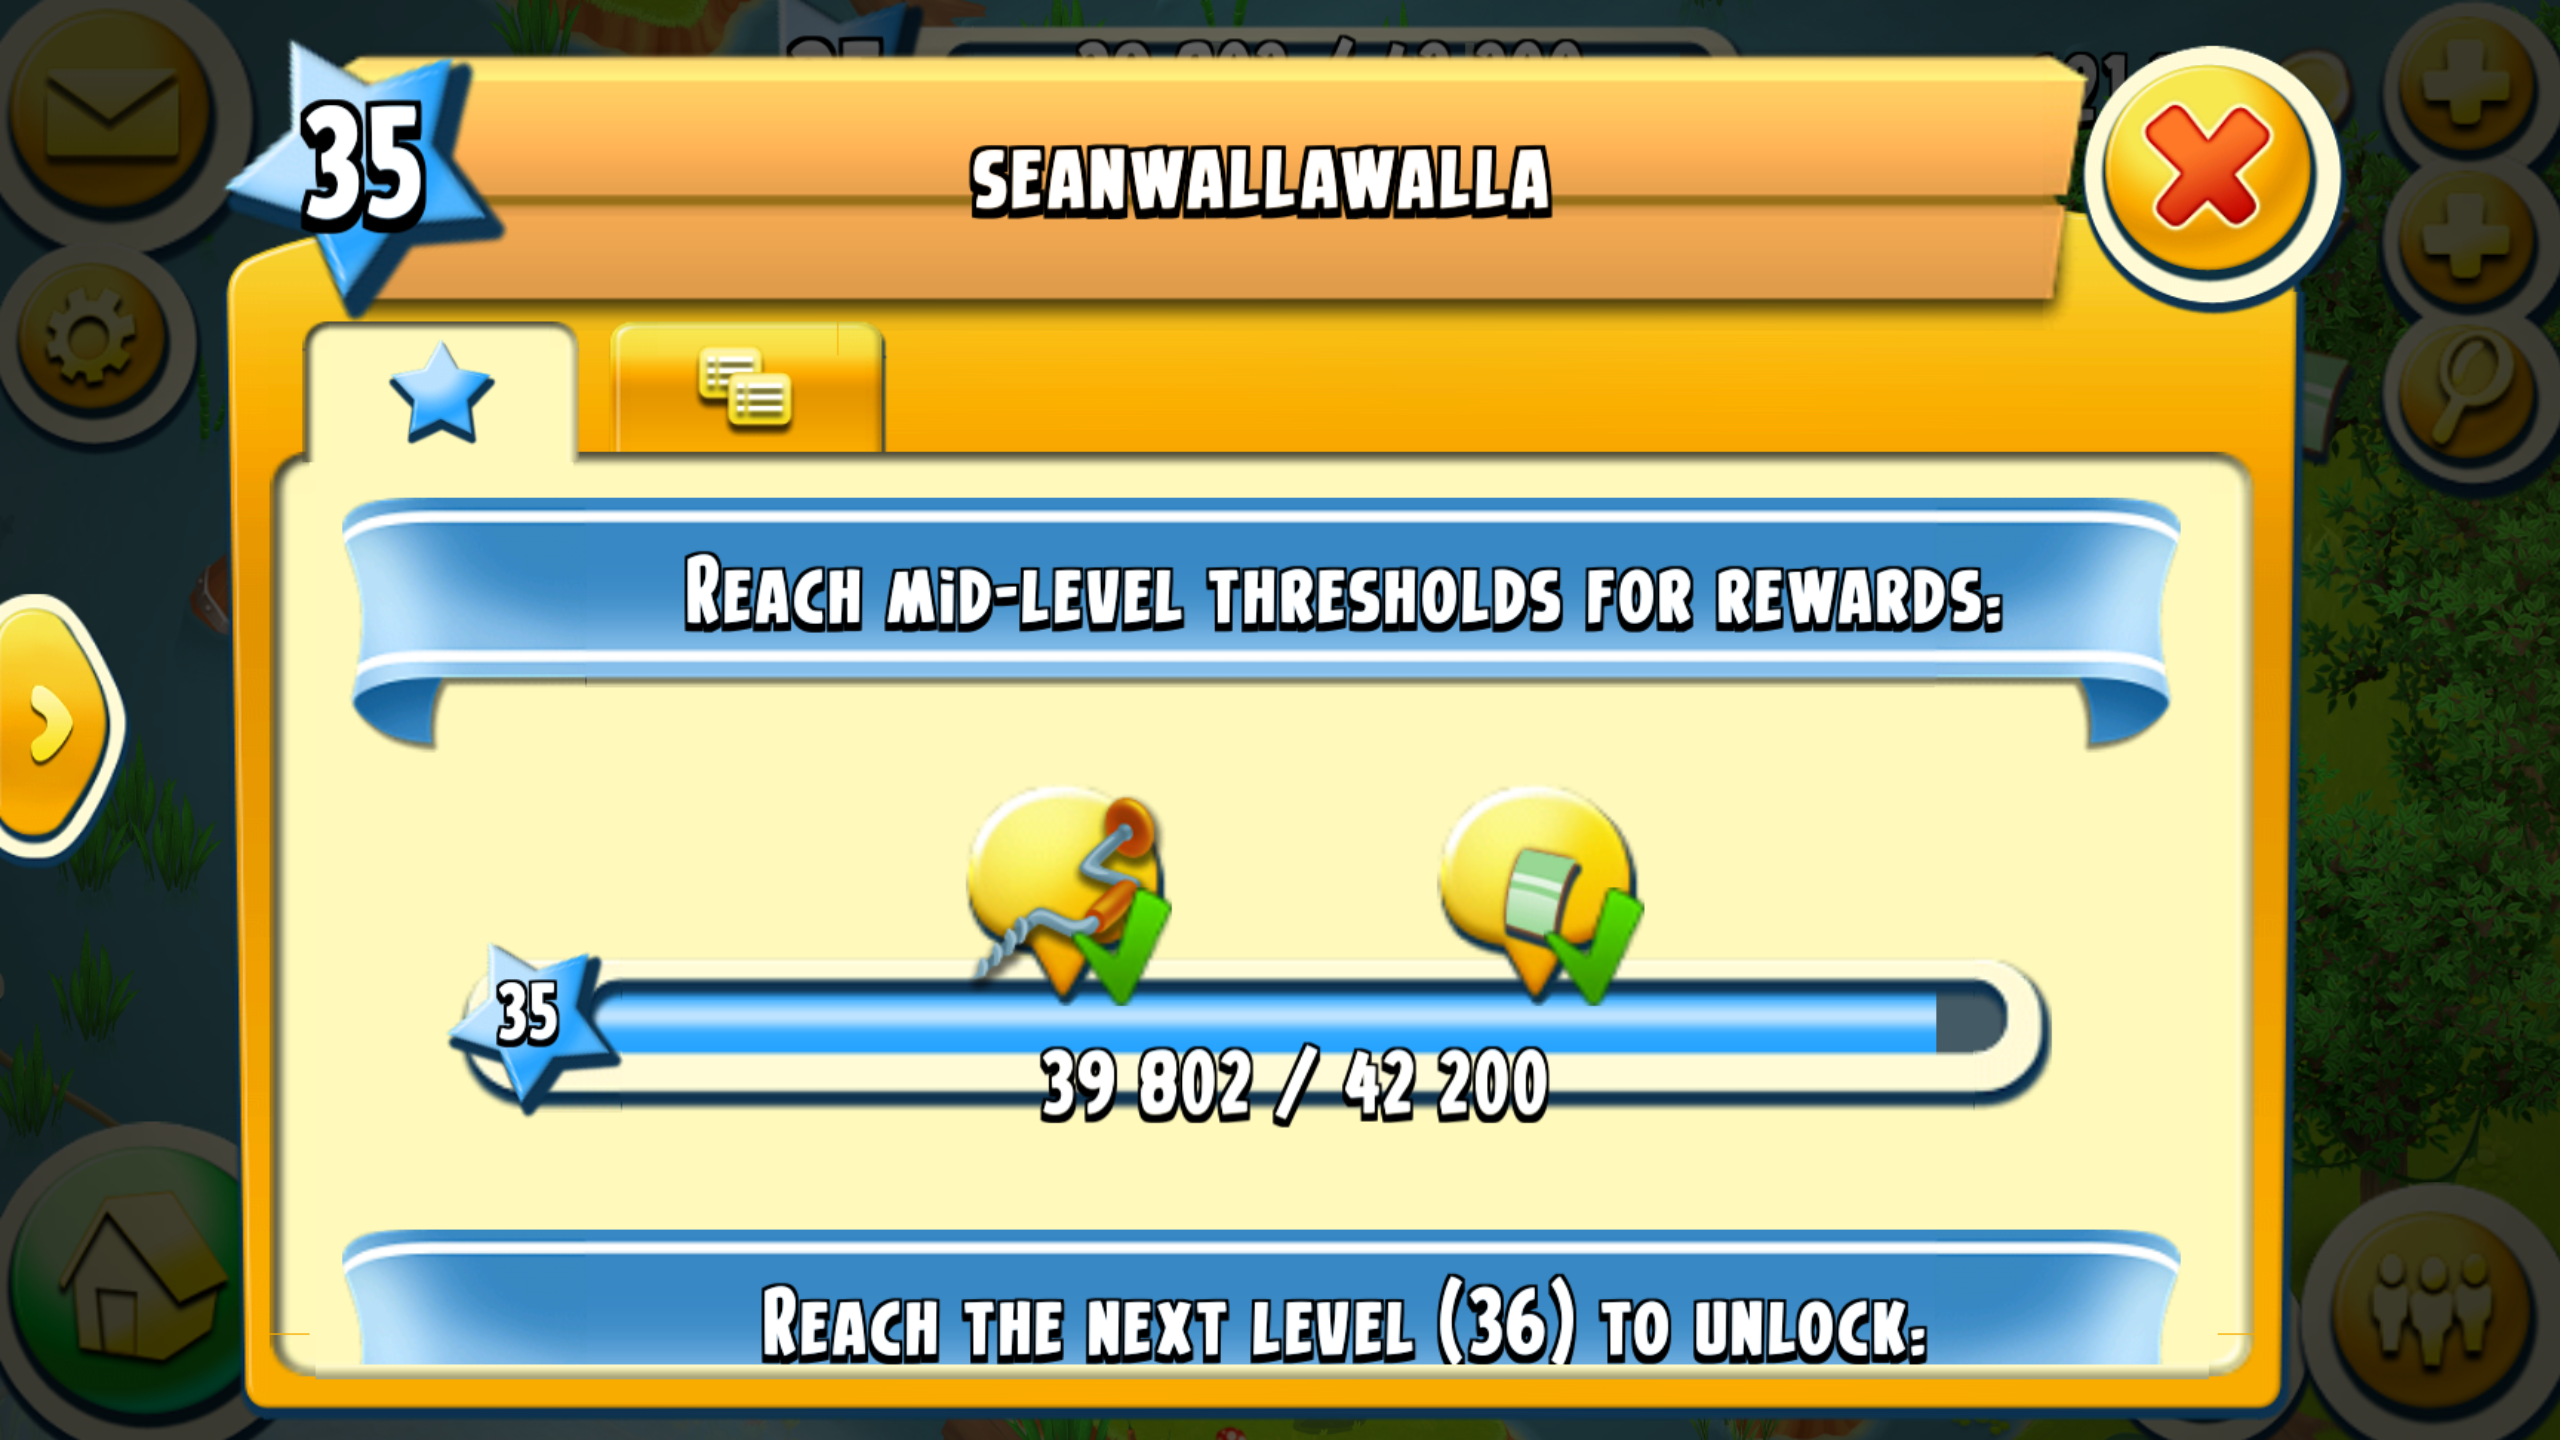 35
SEANWALLAWALLA
REACH MID-LEVEL THRESHOLDS FOR REWARDS:
35
39 802 / 42 200
REACH THE NEXT LEVEL (36) TO UNLOCK: